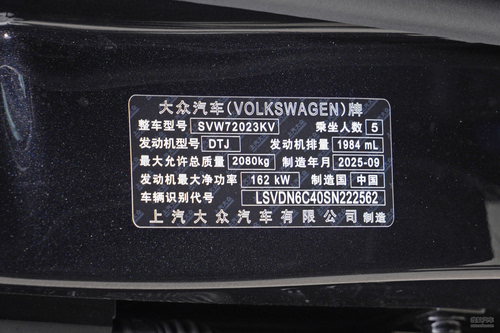 大众汽车(VOLKSWAGEN)牌
整车型号 SVW72023KV 乘坐人数 5
发动机型号 DTJ 发动机排量 1984 mL
最大允许总质量 2080kg 制造年月 2025-09
发动机最大净功率 162 kW 制造国 中国
车辆识别代号 LSVDN6C40SN222562
上汽大众汽车有限公司 制造